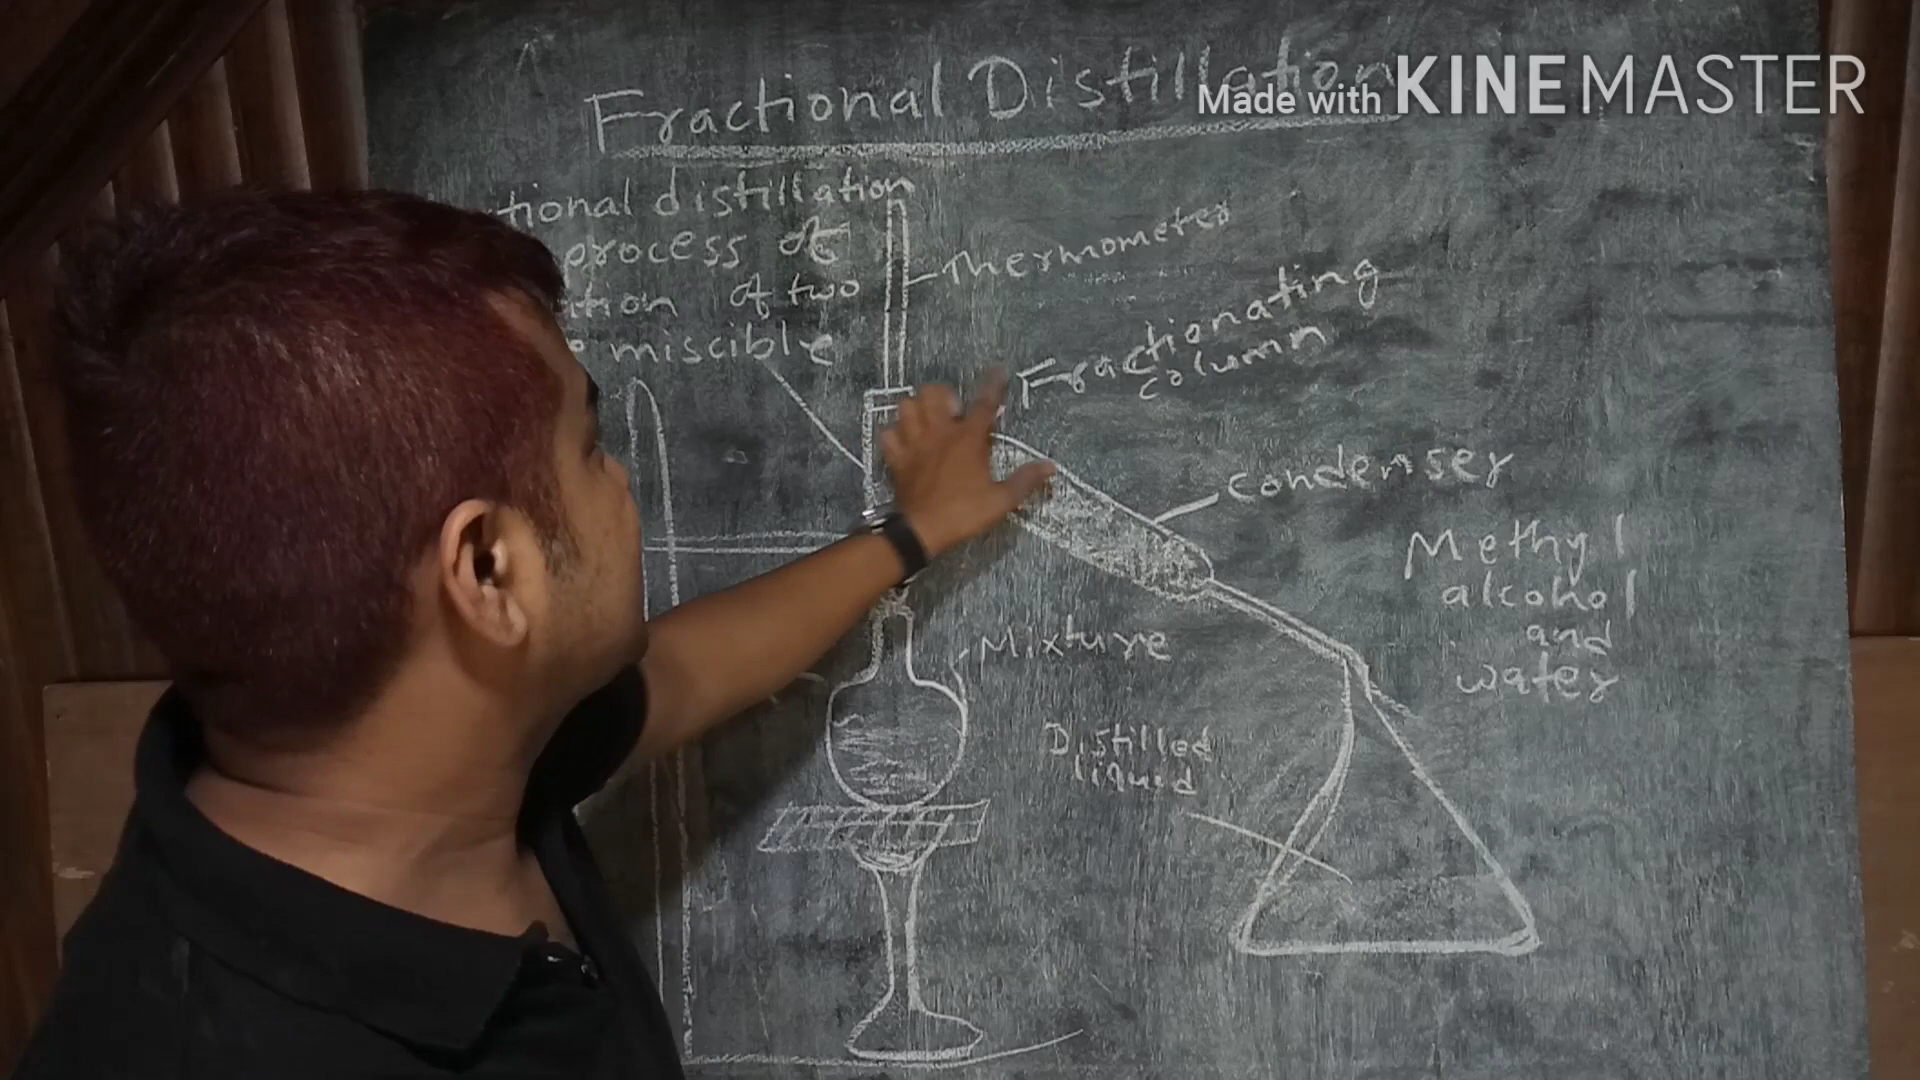 Fractional Distillation
Made with KINEMASTER
tional distillation
process of
tion of two
miscible
Thermometer
Fractionating
column
Condenser
Methyl
alcohol
and
water
Mixture
Distilled
liquid